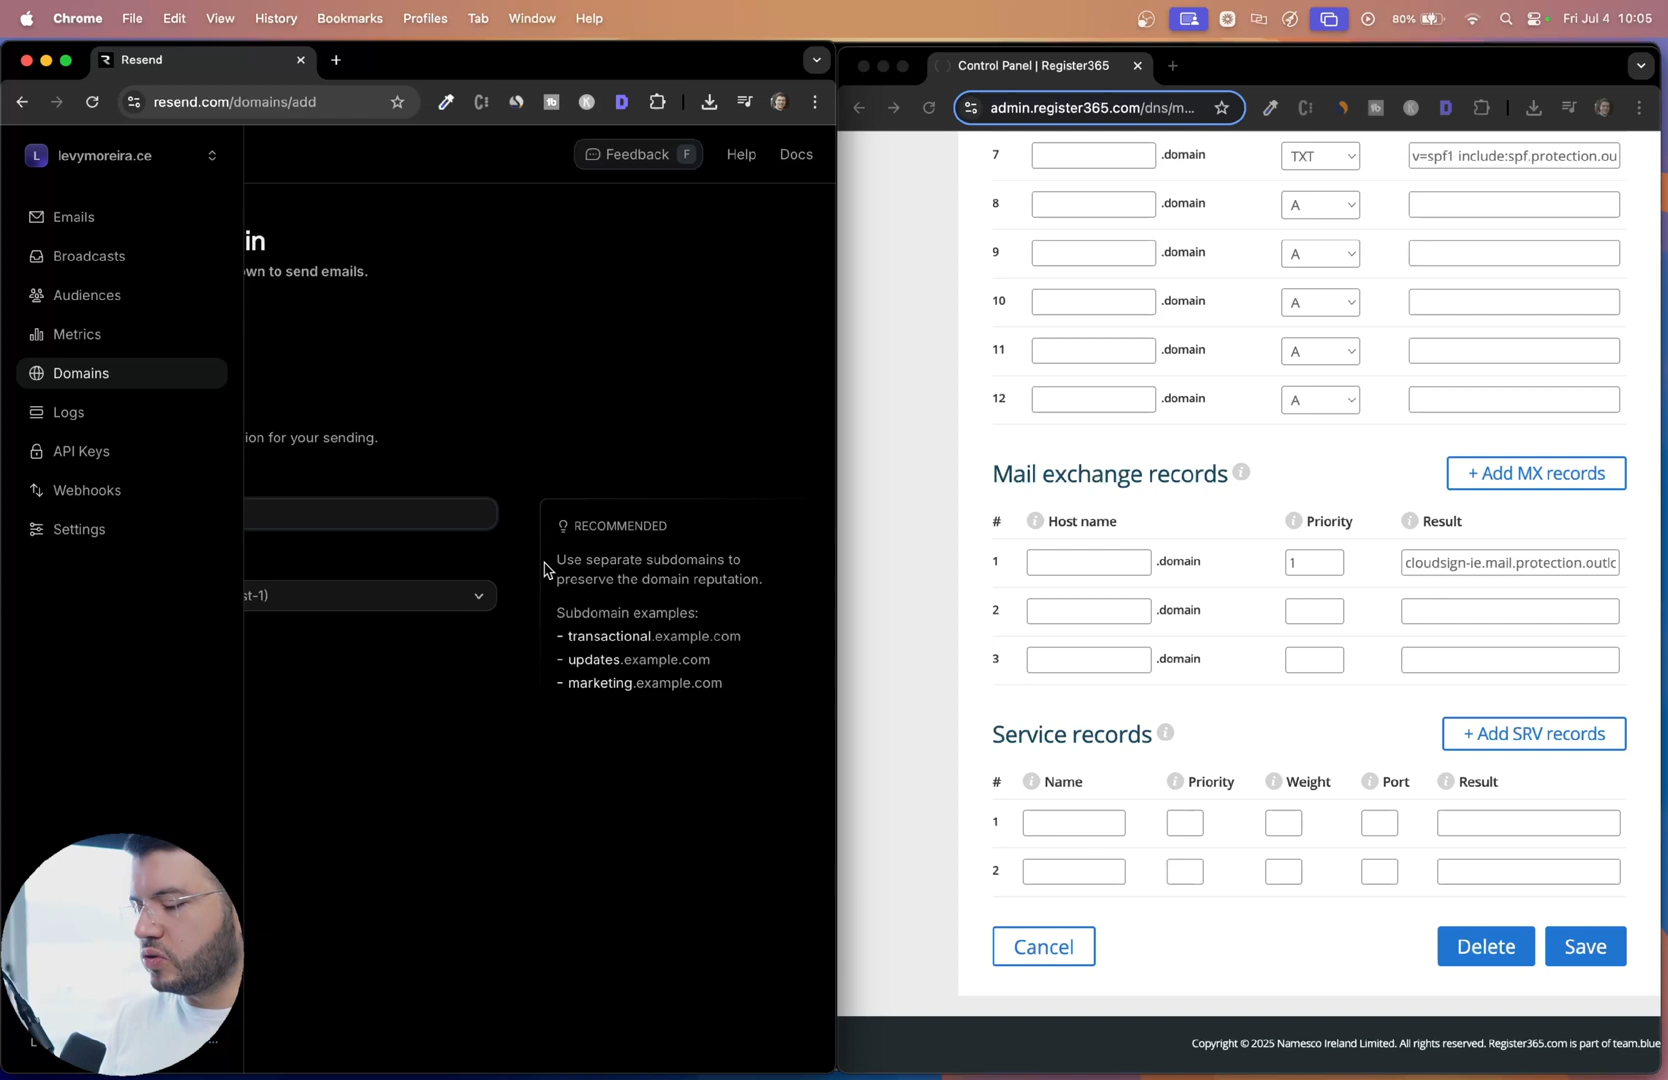 Chrome File Edit View History Bookmarks Profiles Tab Window Help 80% Fri Jul 4 10:05
Resend
resend.com/domains/add
levymoreira.ce
Feedback F Help Docs
Emails
Broadcasts
Audiences
Metrics
Domains
Logs
API Keys
Webhooks
Settings
in
own to send emails.
ion for your sending.
st-1)
RECOMMENDED
Use separate subdomains to
preserve the domain reputation.
Subdomain examples:
- transactional.example.com
- updates.example.com
- marketing.example.com
L
Control Panel | Register365
admin.register365.com/dns/m...
7 .domain TXT v=spf1 include:spf.protection.ou
8 .domain A
9 .domain A
10 .domain A
11 .domain A
12 .domain A
Mail exchange records + Add MX records
# Host name Priority Result
1 .domain 1 cloudsign-ie.mail.protection.outlc
2 .domain
3 .domain
Service records + Add SRV records
# Name Priority Weight Port Result
1
2
Cancel Delete Save
Copyright © 2025 Namesco Ireland Limited. All rights reserved. Register365.com is part of team.blue